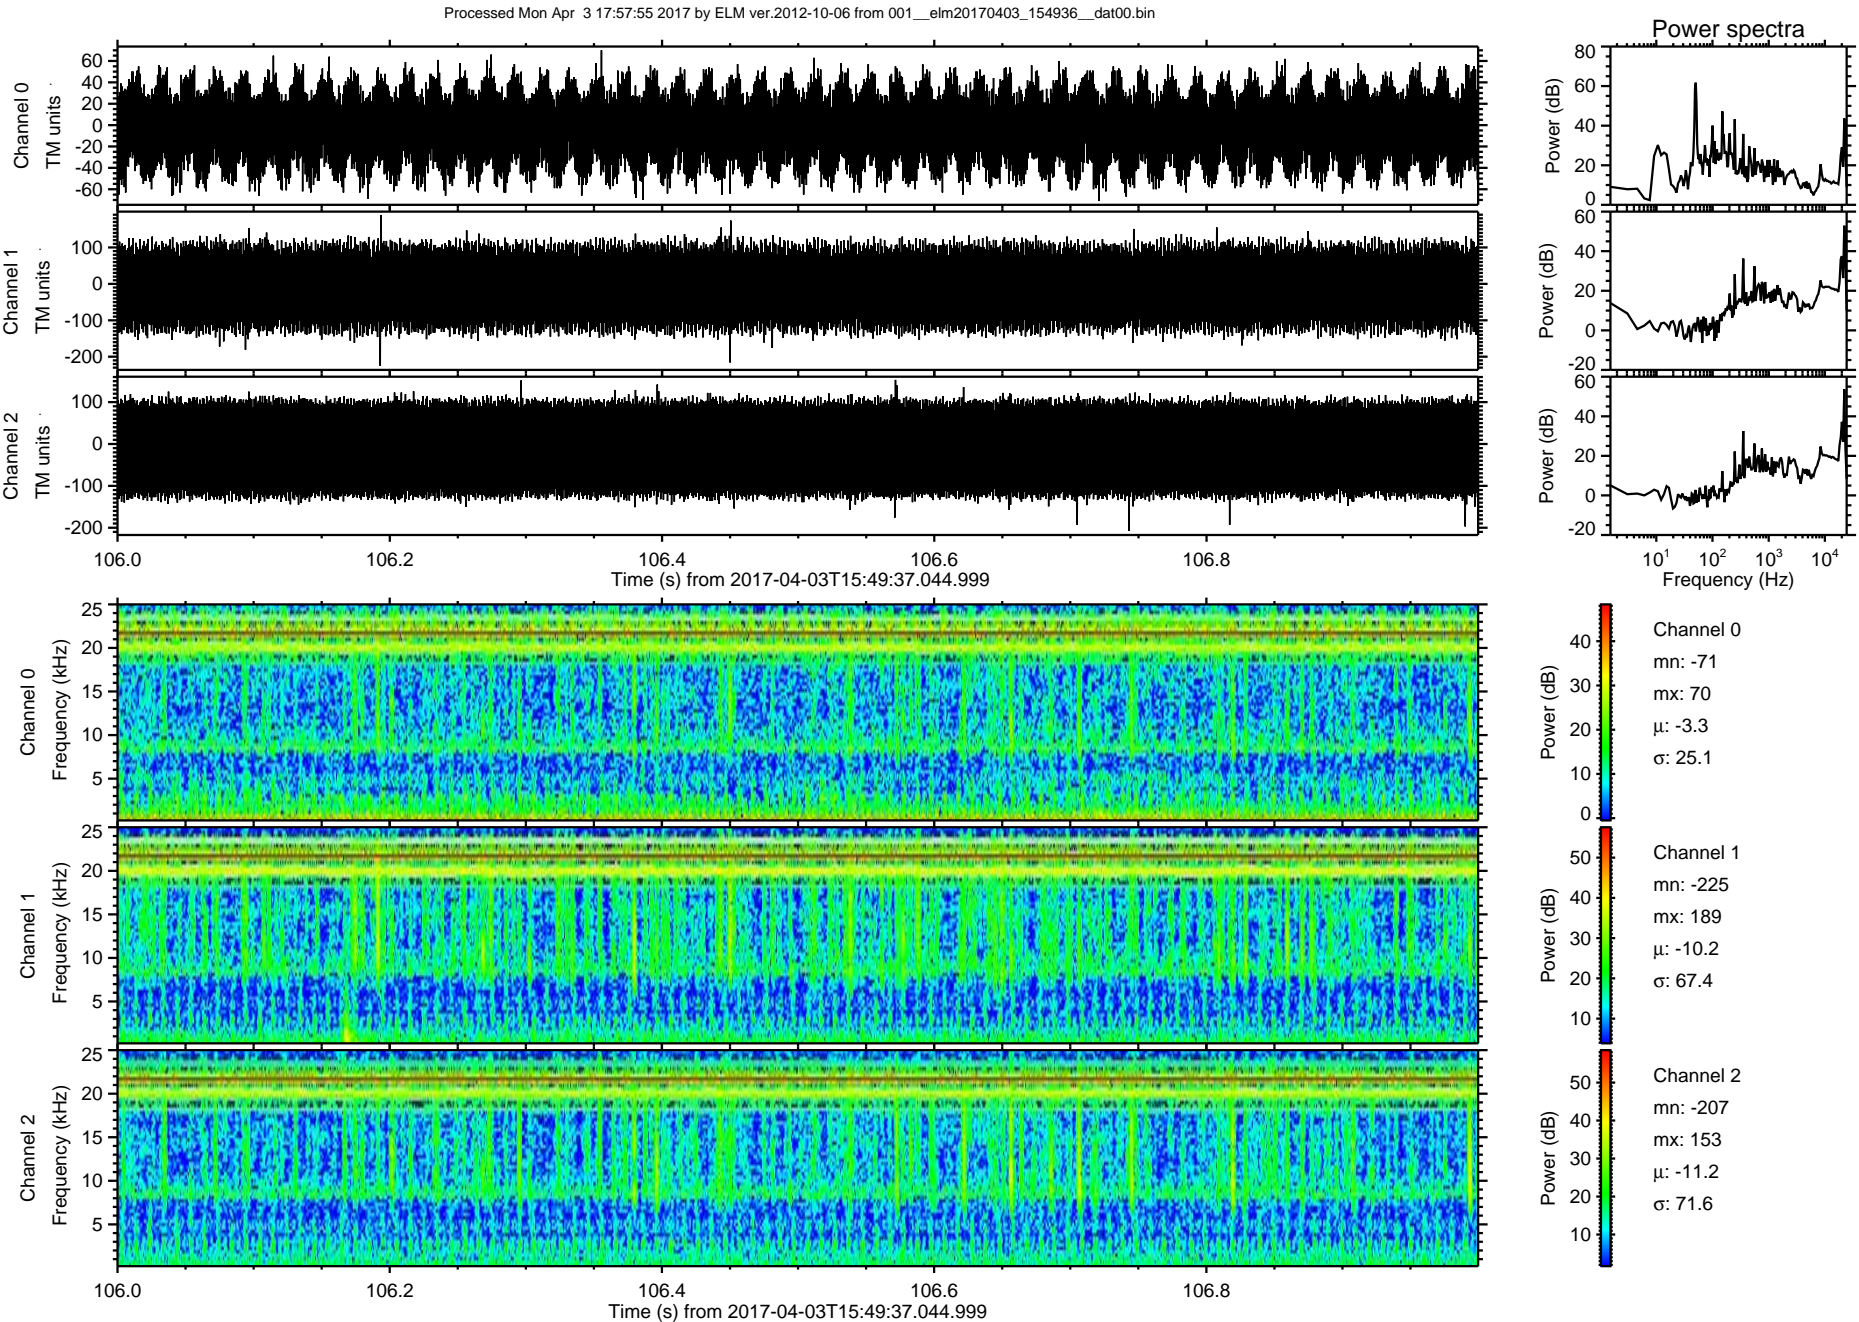 Processed Mon Apr  3 17:57:55 2017 by ELM ver.2012-10-06 from 001__elm20170403_154936__dat00.bin
Power spectra
Channel 0
TM units
60
40
20
0
-20
-40
-60
Power (dB)
80
60
40
20
0
Channel 1
TM units
100
0
-100
-200
Power (dB)
60
40
20
0
-20
Channel 2
TM units
100
0
-100
-200
Power (dB)
60
40
20
0
-20
106.0 106.2 106.4 106.6 106.8
Time (s) from 2017-04-03T15:49:37.044.999
10^1 10^2 10^3 10^4
Frequency (Hz)
Channel 0
Frequency (kHz)
25
20
15
10
5
Power (dB)
40
30
20
10
0
Channel 0
mn: -71
mx: 70
μ: -3.3
σ: 25.1
Channel 1
Frequency (kHz)
25
20
15
10
5
Power (dB)
50
40
30
20
10
Channel 1
mn: -225
mx: 189
μ: -10.2
σ: 67.4
Channel 2
Frequency (kHz)
25
20
15
10
5
Power (dB)
50
40
30
20
10
Channel 2
mn: -207
mx: 153
μ: -11.2
σ: 71.6
106.0 106.2 106.4 106.6 106.8
Time (s) from 2017-04-03T15:49:37.044.999